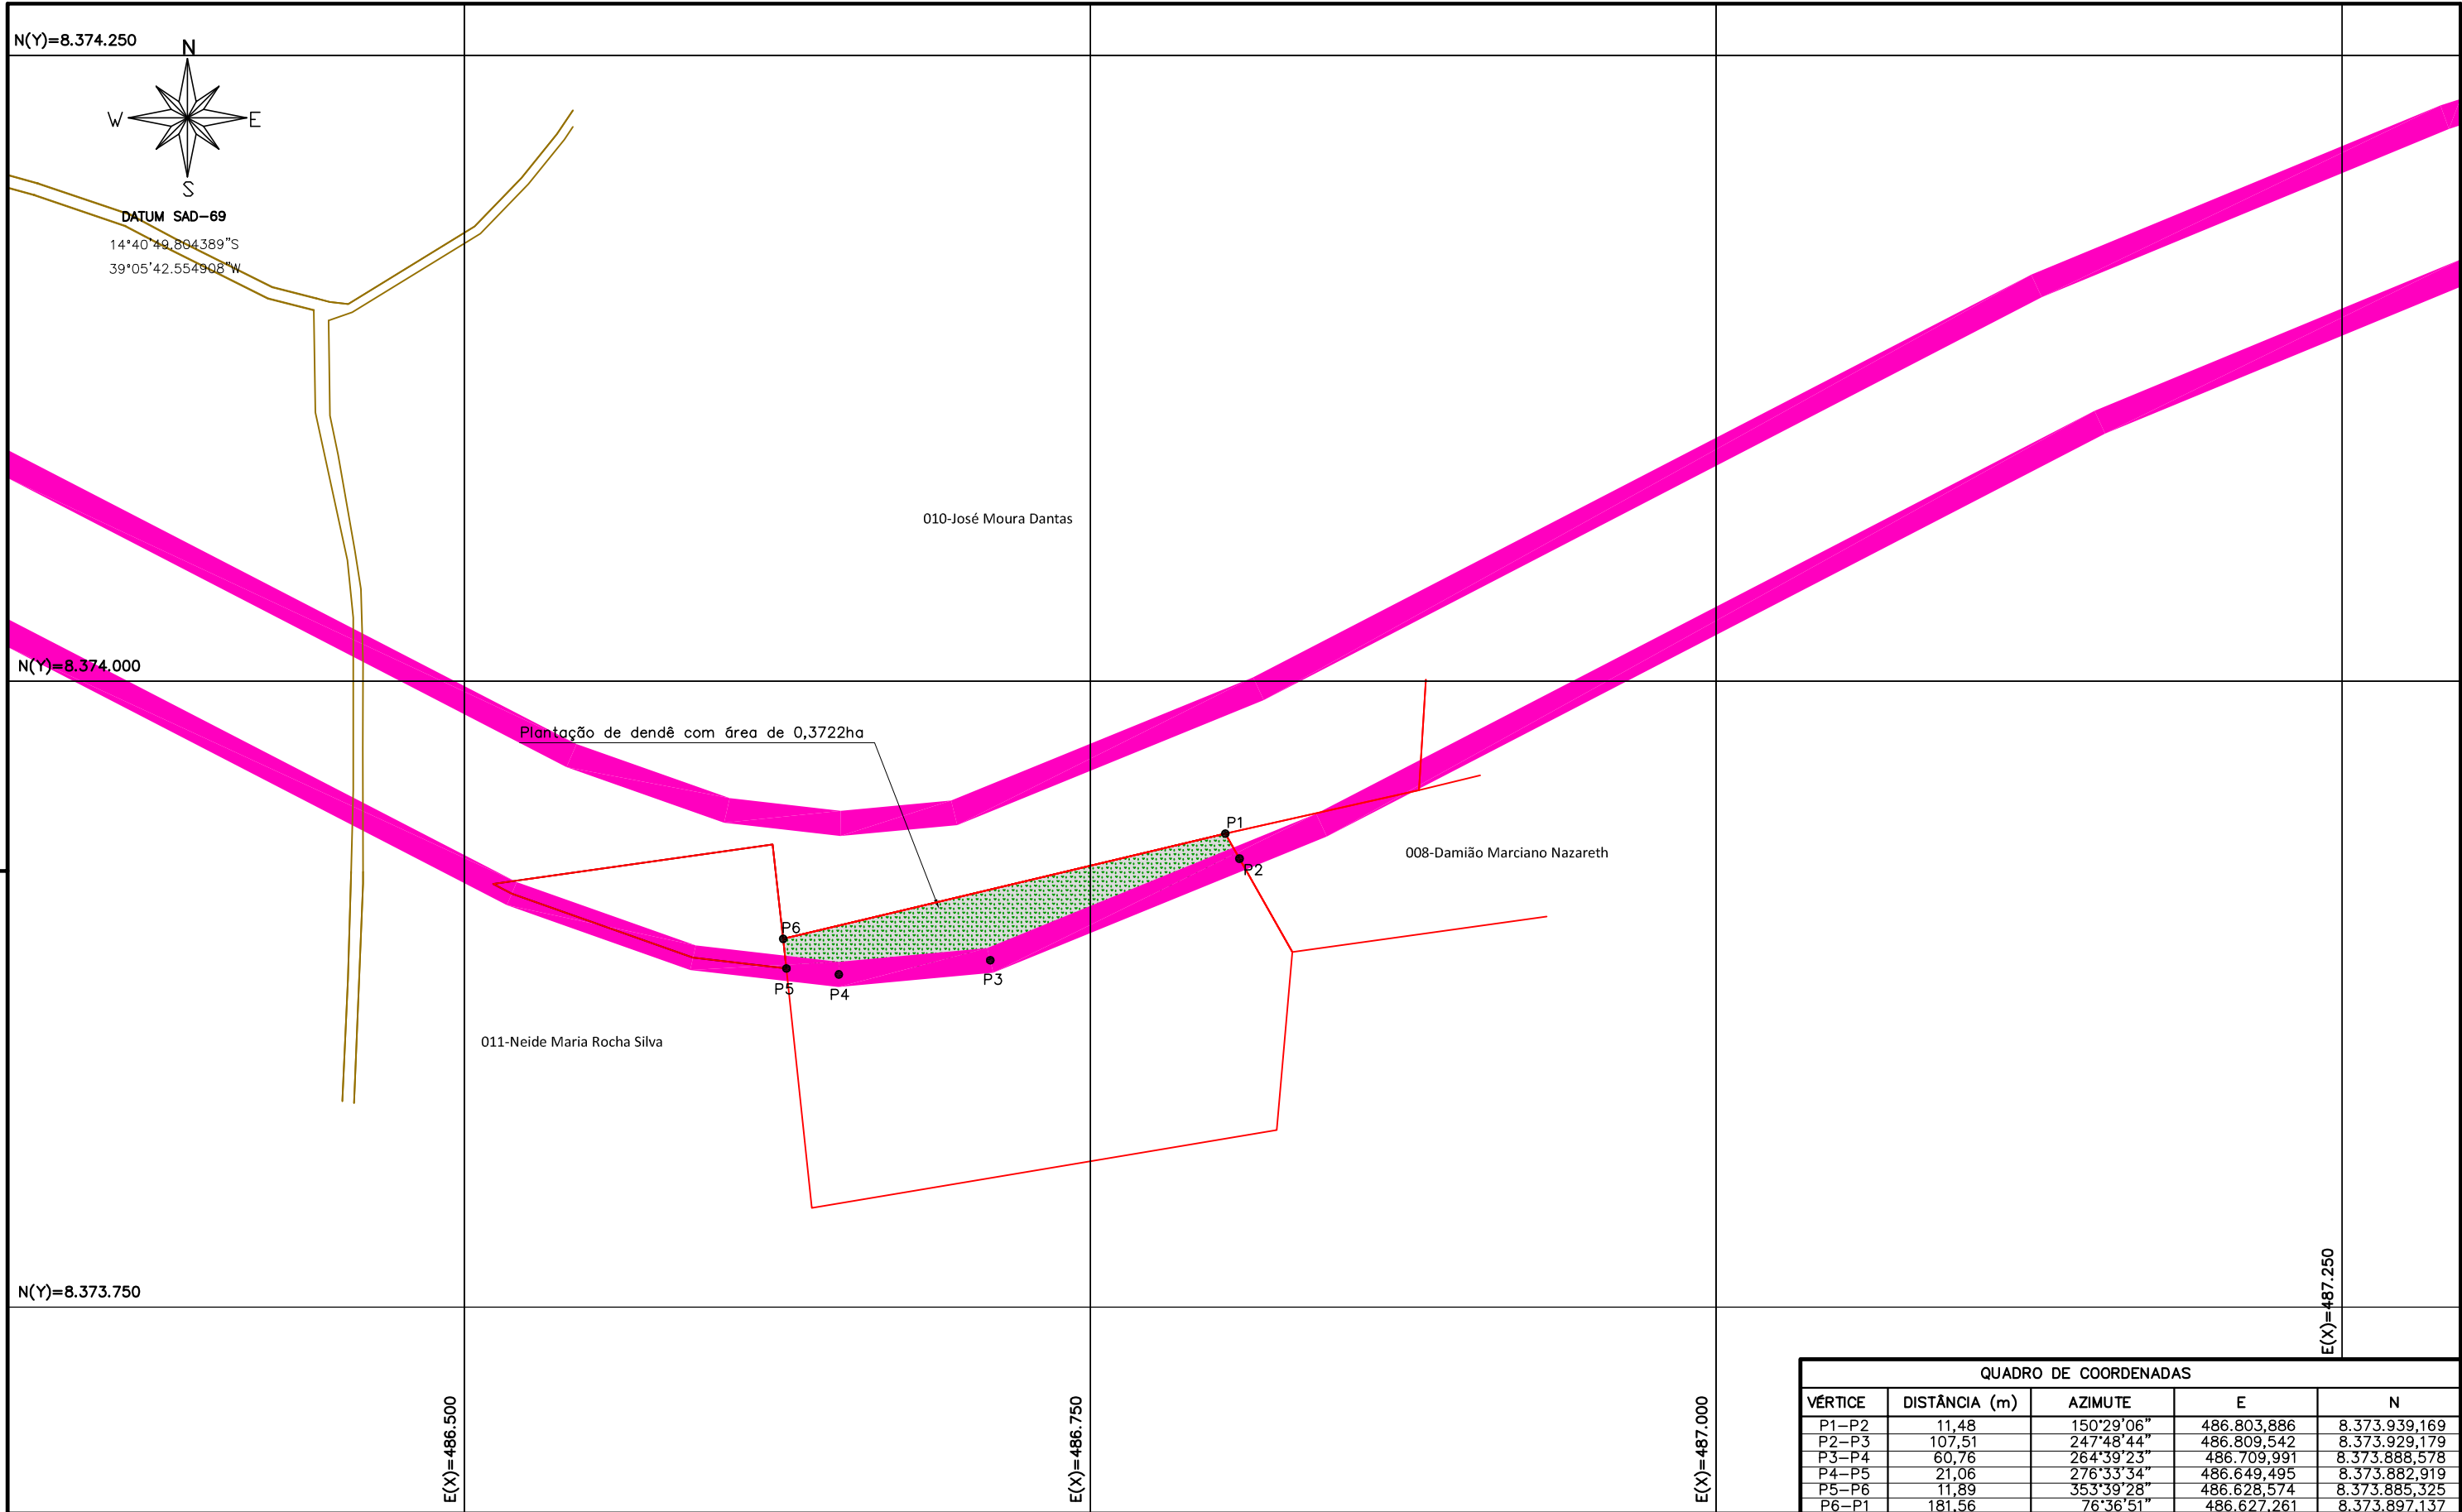 N(Y)=8.374.250
N
W
E
S
DATUM SAD-69
14°40'49,804389"S
39°05'42.554908"W
010-José Moura Dantas
N(Y)=8.374.000
Plantação de dendê com área de 0,3722ha
P1
008-Damião Marciano Nazareth
P2
P6
P3
P5
P4
011-Neide Maria Rocha Silva
N(Y)=8.373.750
E(X)=487.250
E(X)=486.500
E(X)=486.750
E(X)=487.000
QUADRO DE COORDENADAS
VÉRTICE DISTÂNCIA (m) AZIMUTE E N
P1-P2 11,48 150°29'06" 486.803,886 8.373.939,169
P2-P3 107,51 247°48'44" 486.809,542 8.373.929,179
P3-P4 60,76 264°39'23" 486.709,991 8.373.888,578
P4-P5 21,06 276°33'34" 486.649,495 8.373.882,919
P5-P6 11,89 353°39'28" 486.628,574 8.373.885,325
P6-P1 181,56 76°36'51" 486.627,261 8.373.897,137